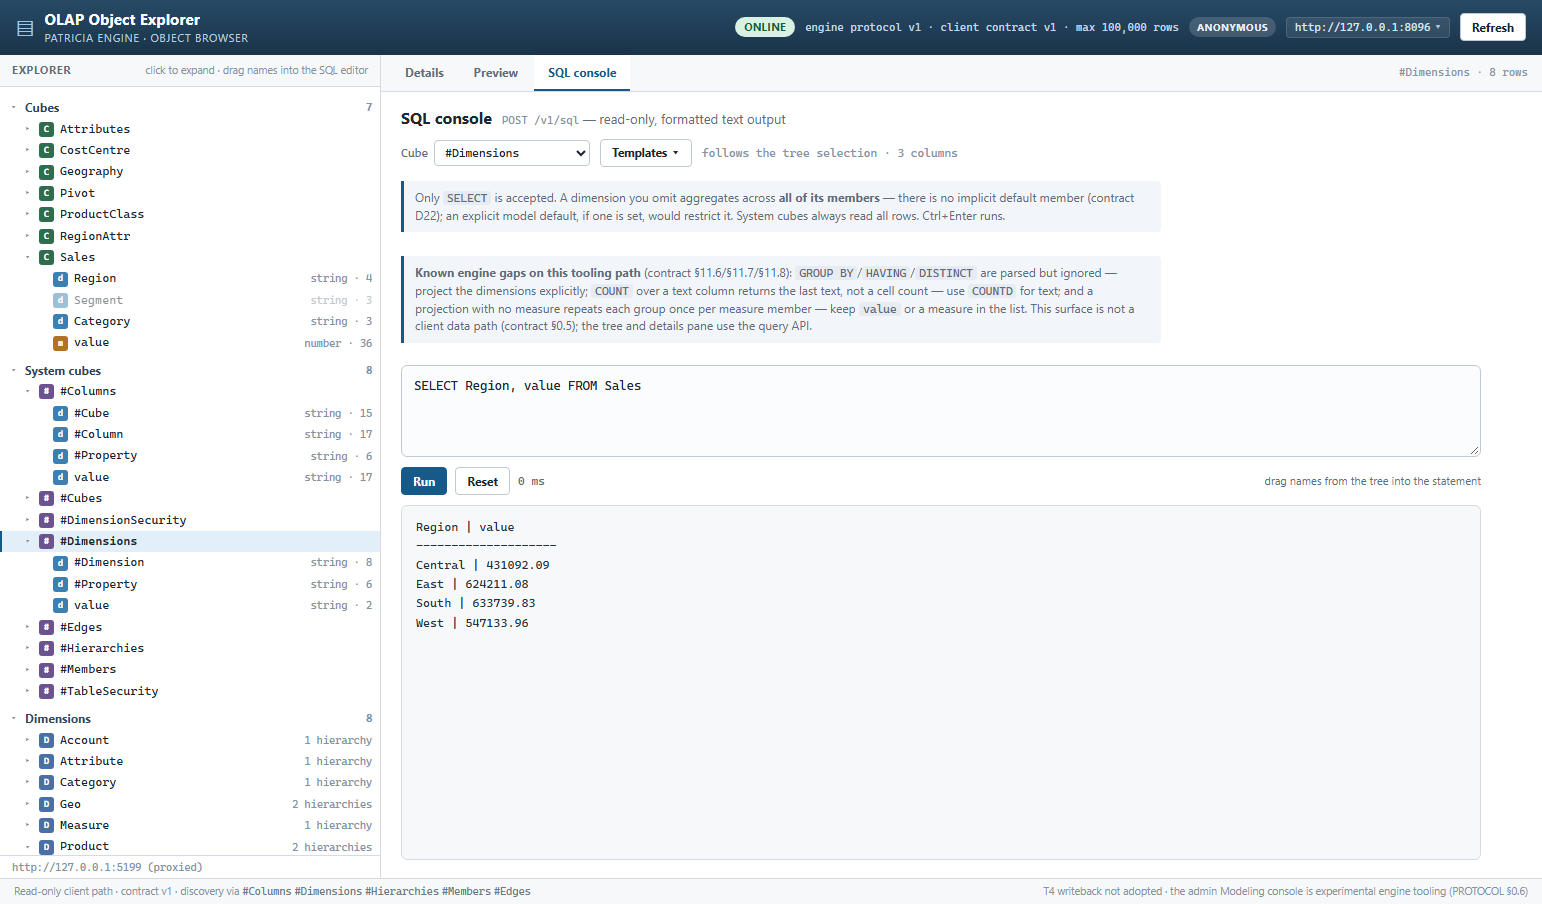 OLAP Object Explorer
PATRICIA ENGINE · OBJECT BROWSER
ONLINE engine protocol v1 · client contract v1 · max 100,000 rows ANONYMOUS http://127.0.0.1:8096 Refresh
EXPLORER click to expand · drag names into the SQL editor
Cubes 7
C Attributes
C CostCentre
C Geography
C Pivot
C ProductClass
C RegionAttr
C Sales
d Region string · 4
d Segment string · 3
d Category string · 3
m value number · 36
System cubes 8
# #Columns
d #Cube string · 15
d #Column string · 17
d #Property string · 6
d value string · 17
# #Cubes
# #DimensionSecurity
# #Dimensions
d #Dimension string · 8
d #Property string · 6
d value string · 2
# #Edges
# #Hierarchies
# #Members
# #TableSecurity
Dimensions 8
D Account 1 hierarchy
D Attribute 1 hierarchy
D Category 1 hierarchy
D Geo 2 hierarchies
D Measure 1 hierarchy
D Product 2 hierarchies
http://127.0.0.1:5199 (proxied)
Details Preview SQL console #Dimensions · 8 rows
SQL console POST /v1/sql — read-only, formatted text output
Cube #Dimensions Templates follows the tree selection · 3 columns
Only SELECT is accepted. A dimension you omit aggregates across all of its members — there is no implicit default member (contract
D22); an explicit model default, if one is set, would restrict it. System cubes always read all rows. Ctrl+Enter runs.
Known engine gaps on this tooling path (contract §11.6/§11.7/§11.8): GROUP BY / HAVING / DISTINCT are parsed but ignored —
project the dimensions explicitly; COUNT over a text column returns the last text, not a cell count — use COUNTD for text; and a
projection with no measure repeats each group once per measure member — keep value or a measure in the list. This surface is not a
client data path (contract §0.5); the tree and details pane use the query API.
SELECT Region, value FROM Sales
Run Reset 0 ms drag names from the tree into the statement
Region | value
--------------------
Central | 431092.09
East | 624211.08
South | 633739.83
West | 547133.96
Read-only client path · contract v1 · discovery via #Columns #Dimensions #Hierarchies #Members #Edges T4 writeback not adopted · the admin Modeling console is experimental engine tooling (PROTOCOL §0.6)